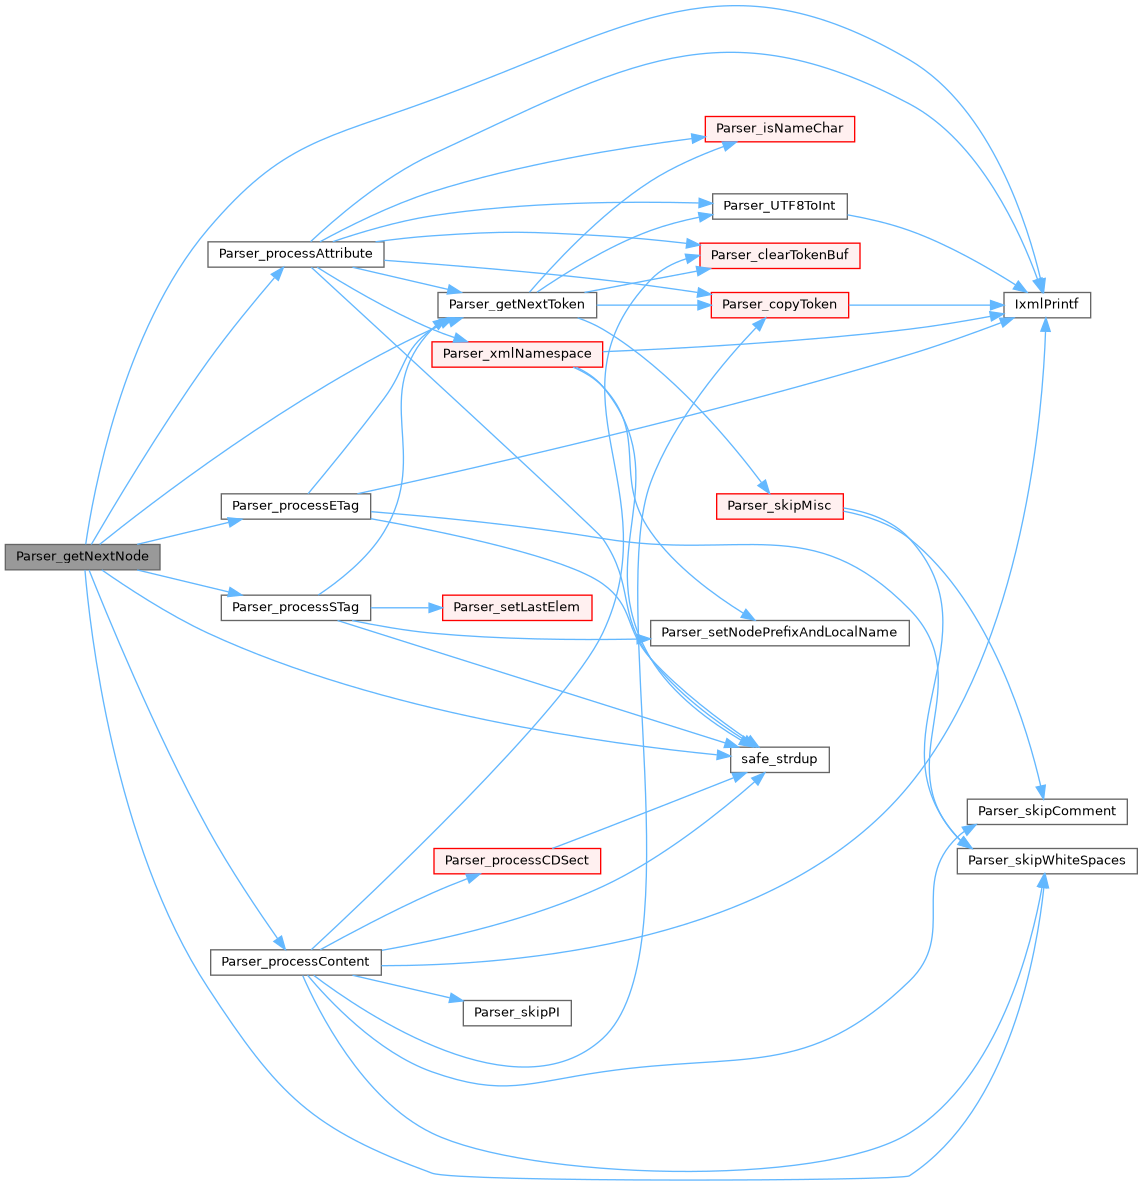 Parser_isNameChar
Parser_UTF8ToInt
Parser_processAttribute
Parser_clearTokenBuf
Parser_getNextToken
Parser_copyToken
IxmlPrintf
Parser_xmlNamespace
Parser_processETag
Parser_skipMisc
Parser_getNextNode
Parser_processSTag
Parser_setLastElem
Parser_setNodePrefixAndLocalName
safe_strdup
Parser_skipComment
Parser_processCDSect
Parser_skipWhiteSpaces
Parser_processContent
Parser_skipPI